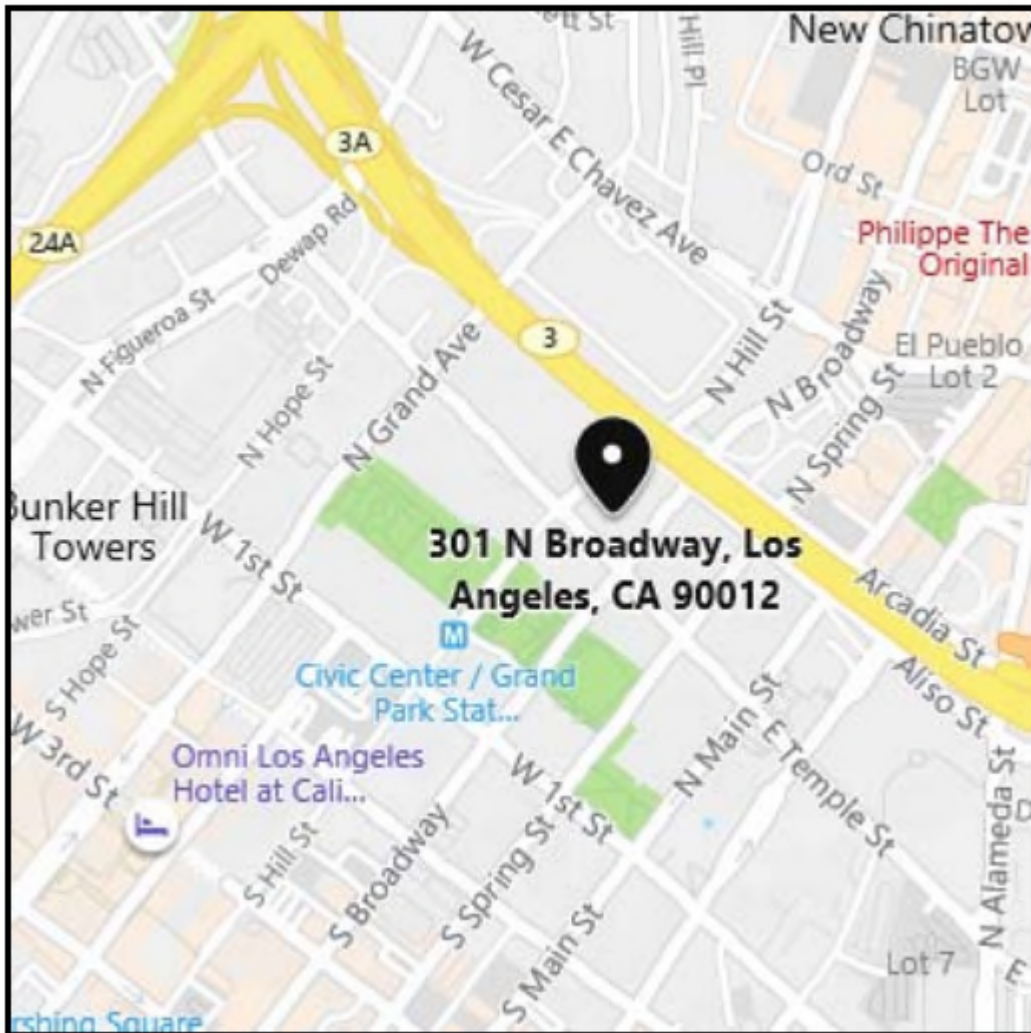 New Chinatow
BGW
Lot
Hill Pl
ett St
W Cesar E Chavez Ave
3A
Ord St
24A
Dewap Rd
Philippe The
Original
N Figueroa St
3
N Hill St
N Broadway
El Pueblo
Lot 2
N Grand Ave
N Hope St
N Spring St
Bunker Hill
Towers
W 1st St
301 N Broadway, Los
Angeles, CA 90012
Arcadia St
wer St
M
Civic Center / Grand
Park Stat...
Aliso St
S Hope St
N Main St
E Temple St
W 3rd St
Omni Los Angeles
Hotel at Cali...
W 1st St
N Alameda St
D
S Hill St
S Broadway
S Spring St
S Main St
Lot 7
E
rshing Square